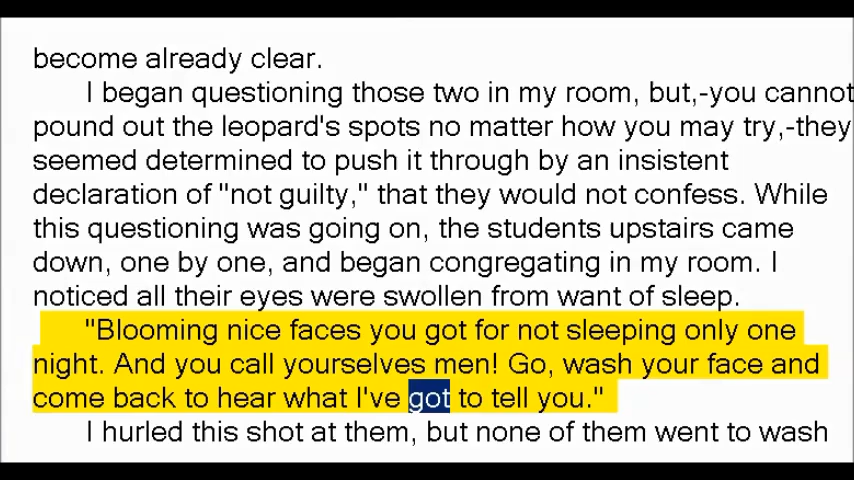 become already clear.
I began questioning those two in my room, but,-you cannot
pound out the leopard's spots no matter how you may try,-they
seemed determined to push it through by an insistent
declaration of "not guilty," that they would not confess. While
this questioning was going on, the students upstairs came
down, one by one, and began congregating in my room. I
noticed all their eyes were swollen from want of sleep.
"Blooming nice faces you got for not sleeping only one
night. And you call yourselves men! Go, wash your face and
come back to hear what I've got to tell you."
I hurled this shot at them, but none of them went to wash